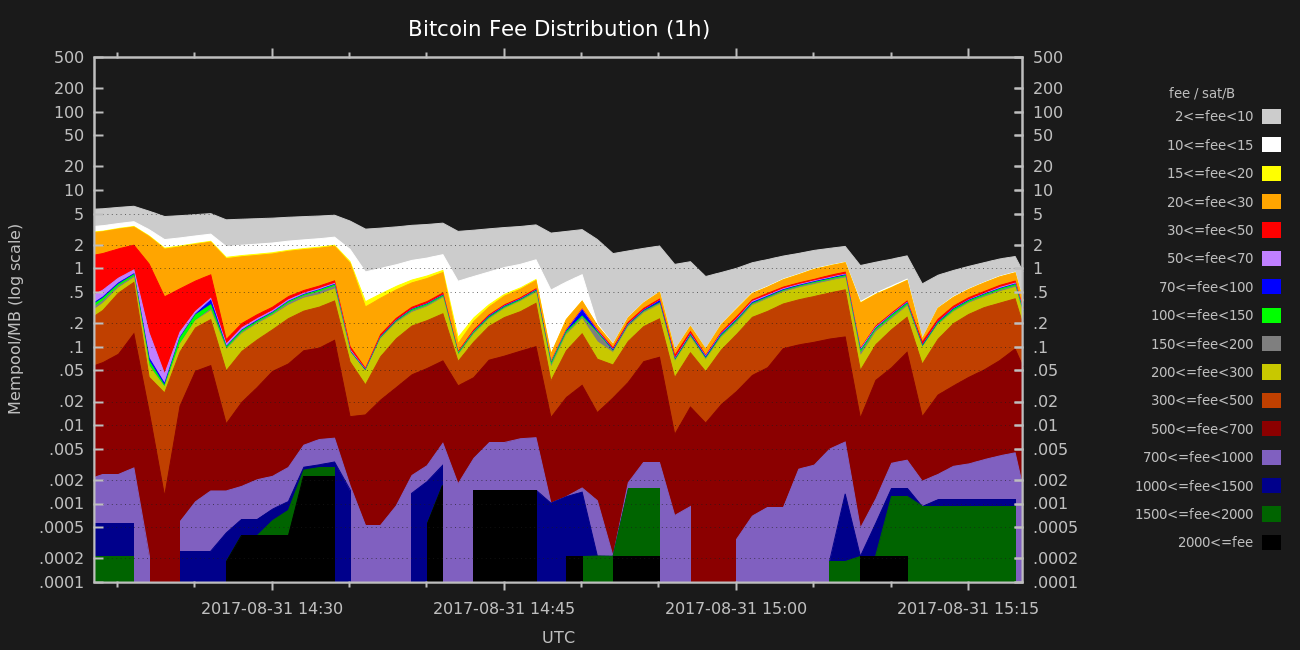 Bitcoin Fee Distribution (1h)
Mempool/MB (log scale)
500
200
100
50
20
10
5
2
1
.5
.2
.1
.05
.02
.01
.005
.002
.001
.0005
.0002
.0001
500
200
100
50
20
10
5
2
1
.5
.2
.1
.05
.02
.01
.005
.002
.001
.0005
.0002
.0001
fee / sat/B
2<=fee<10
10<=fee<15
15<=fee<20
20<=fee<30
30<=fee<50
50<=fee<70
70<=fee<100
100<=fee<150
150<=fee<200
200<=fee<300
300<=fee<500
500<=fee<700
700<=fee<1000
1000<=fee<1500
1500<=fee<2000
2000<=fee
2017-08-31 14:30 2017-08-31 14:45 2017-08-31 15:00 2017-08-31 15:15
UTC